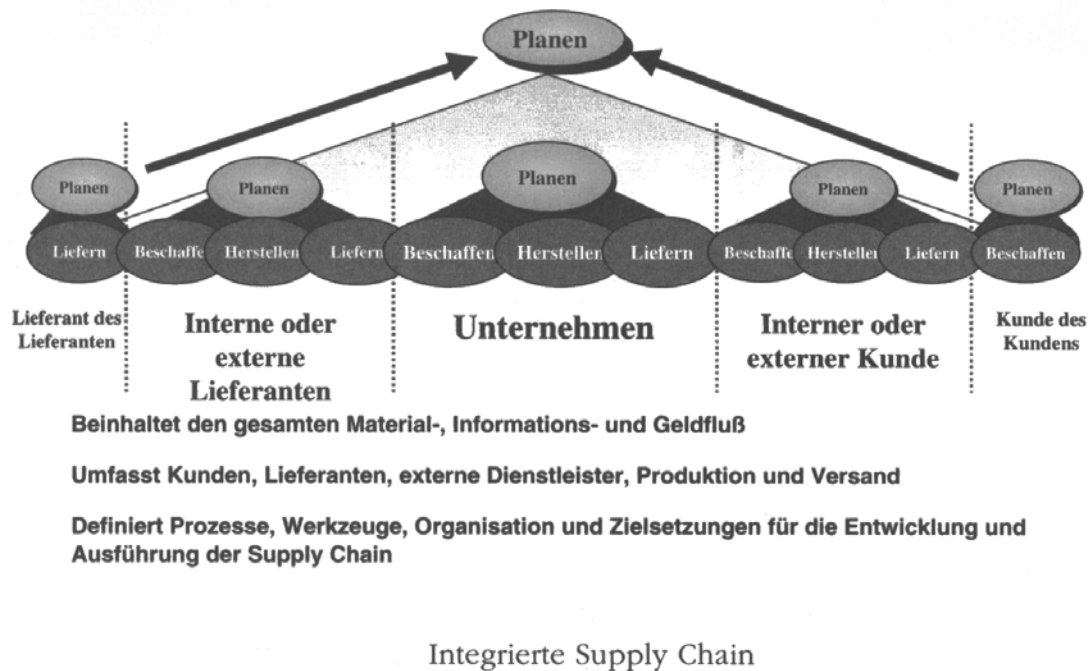 Planen
Planen
Planen
Planen
Planen
Planen
Liefern
Beschaffe
Herstellen
Liefern
Beschaffen
Hersteller
Liefern
Beschaffe
Hersteller
Liefern
Beschaffen
Lieferant des
Lieferanten
Interne oder
externe
Lieferanten
Unternehmen
Interner oder
externer Kunde
Kunde des
Kundens
Beinhaltet den gesamten Material-, Informations- und Geldfluß
Umfasst Kunden, Lieferanten, externe Dienstleister, Produktion und Versand
Definiert Prozesse, Werkzeuge, Organisation und Zielsetzungen für die Entwicklung und
Ausführung der Supply Chain
Integrierte Supply Chain